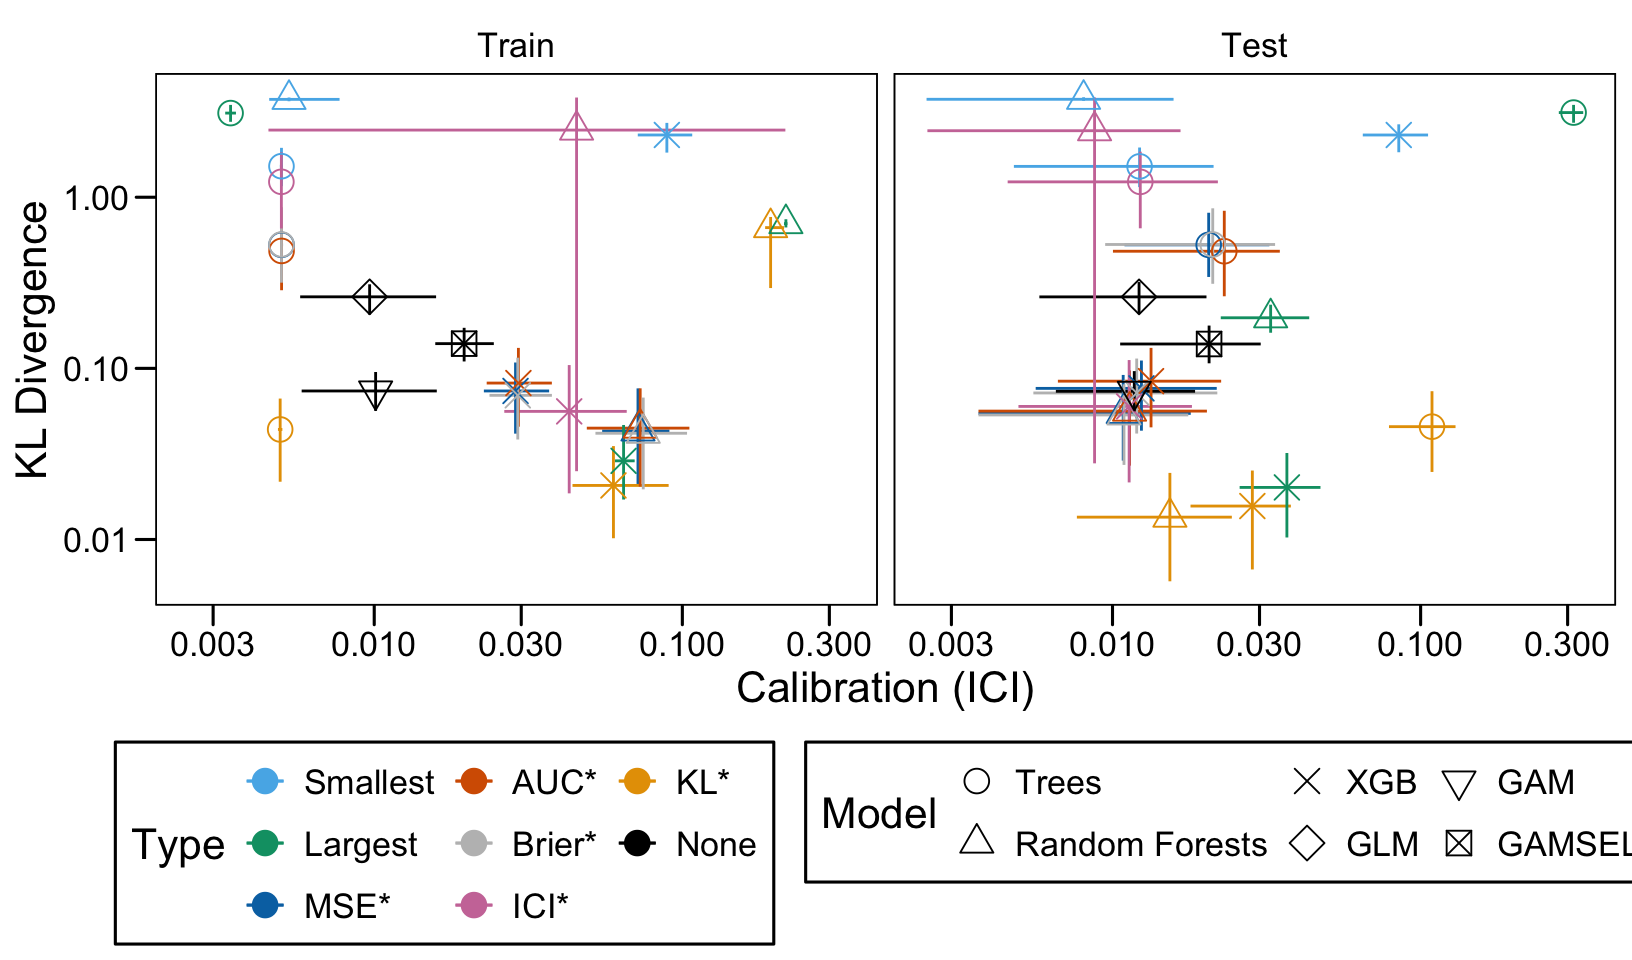 Train Test
KL Divergence
1.00
0.10
0.01
0.003 0.010 0.030 0.100 0.300 0.003 0.010 0.030 0.100 0.300
Calibration (ICI)
Type
Smallest AUC* KL*
Largest Brier* None
MSE* ICI*
Model
Trees XGB GAM
Random Forests GLM GAMSEL